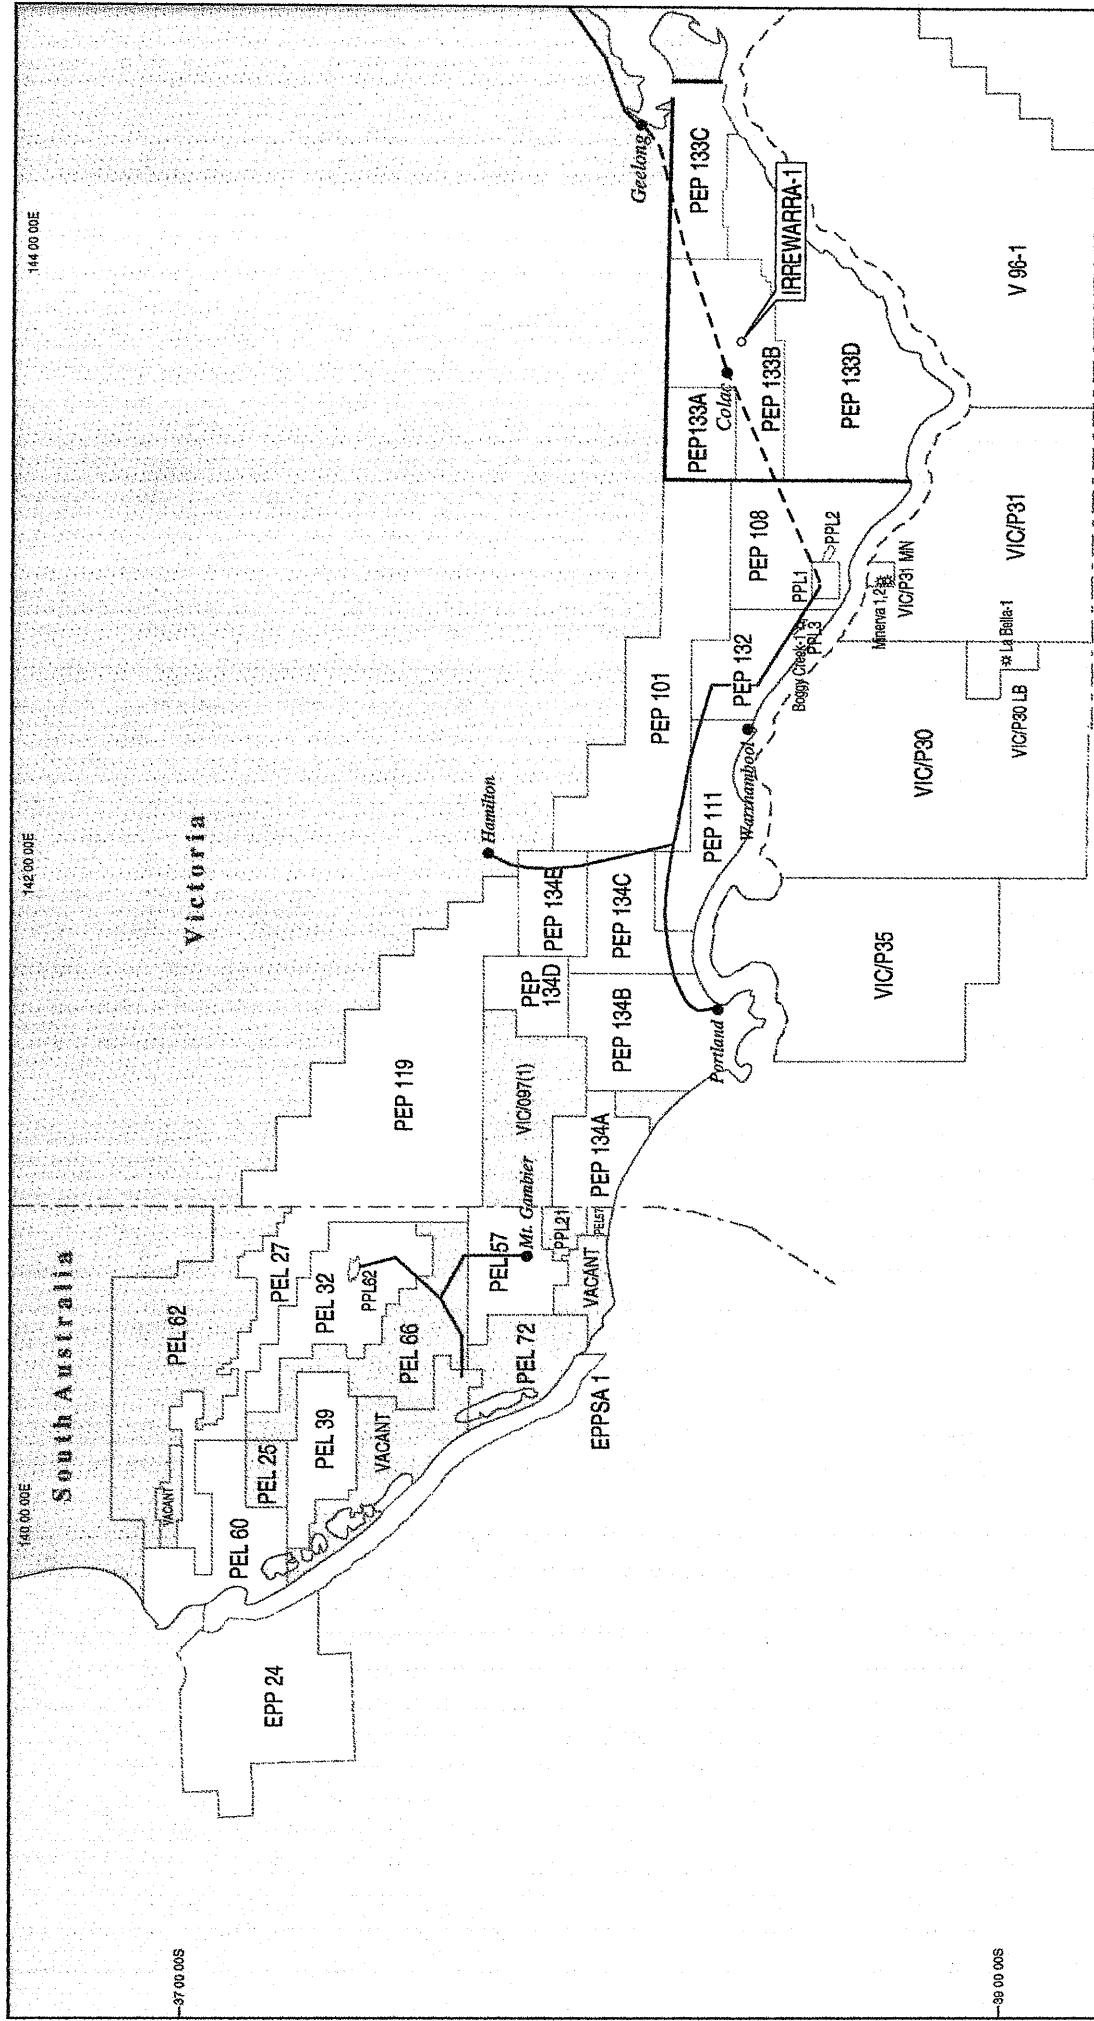 140 00 00E
142 00 00E
144 00 00E
South Australia
Victoria
-37 00 00S
-39 00 00S
VACANT
PEL 62
PEL 60
PEL 25
PEL 27
EPP 24
PEL 39
PEL 32
PPL62
VACANT
PEL 66
PEP 119
Hamilton
PEL 57
Mt. Gambier
VIC/097(1)
PEP
134D
PEP 134E
PEL 72
PPL21
VACANT
PEL57
PEP 134A
EPPSA 1
PEP 134B
PEP 134C
PEP 101
Geelong
PEP 133C
PEP133A
Colac
Portland
PEP 111
Warrnambool
PEP 132
PEP 108
PEP 133B
IRREWARRA-1
PPL1
PPL2
Boggy Creek-1
PPL3
PEP 133D
Minerva 1,2
VIC/P31 MN
VIC/P35
VIC/P30
La Bella-1
VIC/P30 LB
VIC/P31
V 96-1